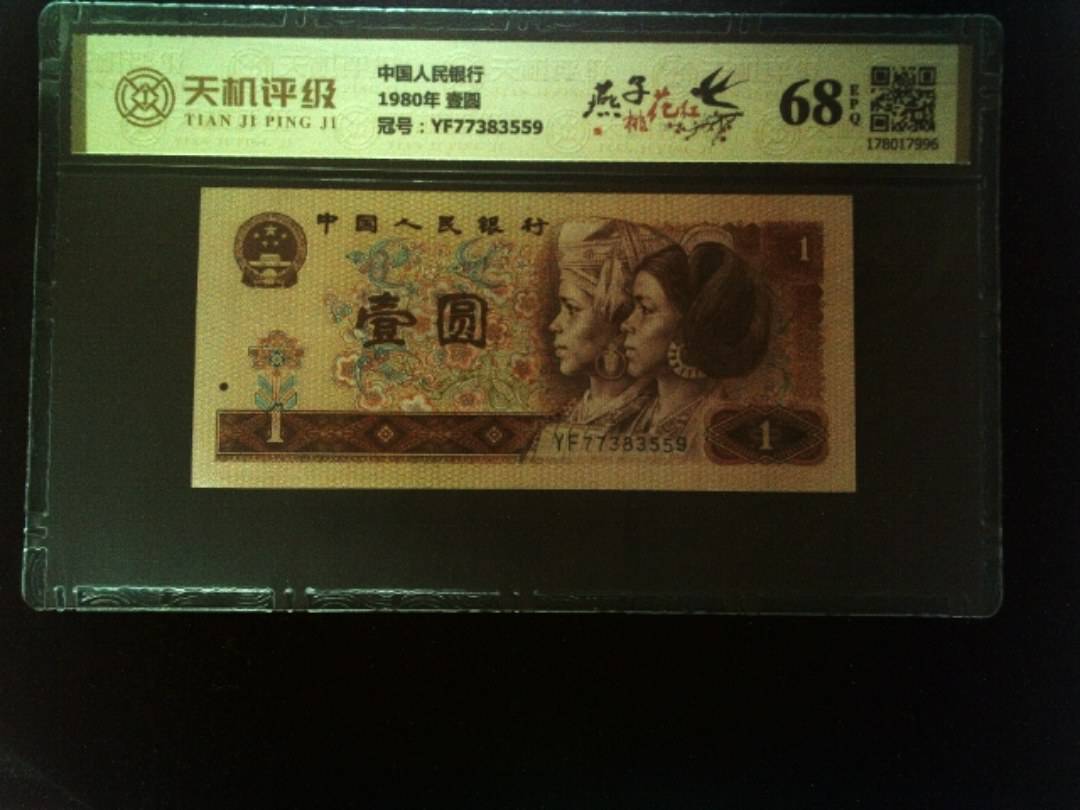 天机评级
TIAN JI PING JI
中国人民银行
1980年 壹圆
冠号：YF77383559
燕子
桃花红
68
EPQ
178017996
中国人民银行
1
壹圆
1
YF77383559
1